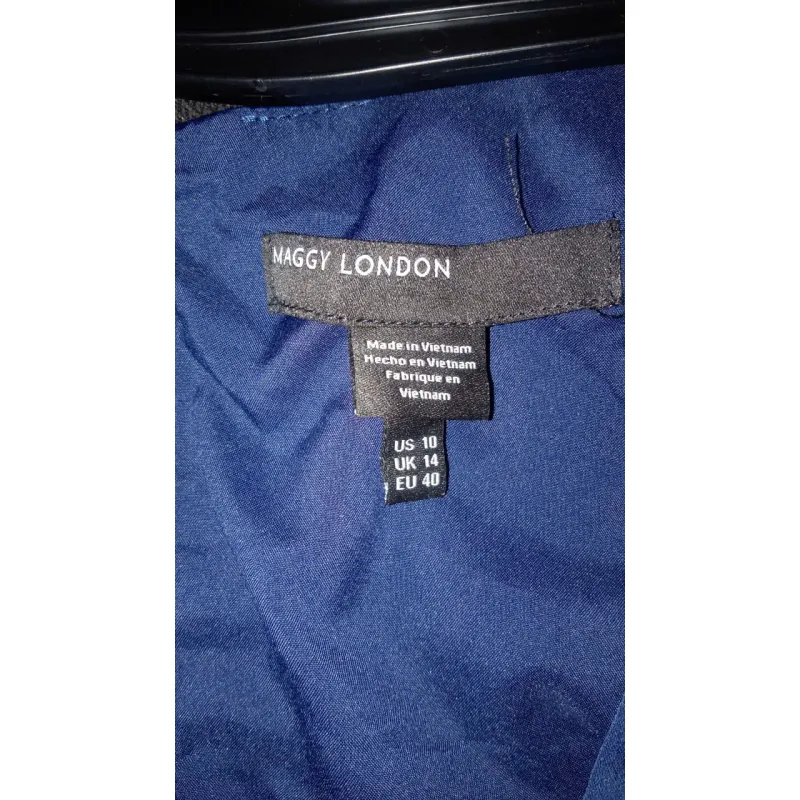 MAGGY LONDON
Made in Vietnam
Hecho en Vietnam
Fabrique en
Vietnam
US 10
UK 14
EU 40